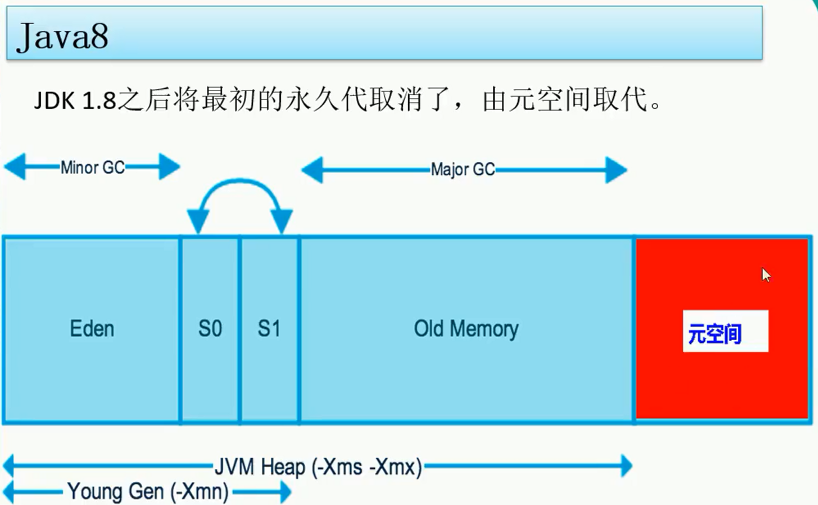 Java8
JDK 1.8之后将最初的永久代取消了，由元空间取代。
Minor GC
Major GC
Eden
S0
S1
Old Memory
元空间
JVM Heap (-Xms -Xmx)
Young Gen (-Xmn)